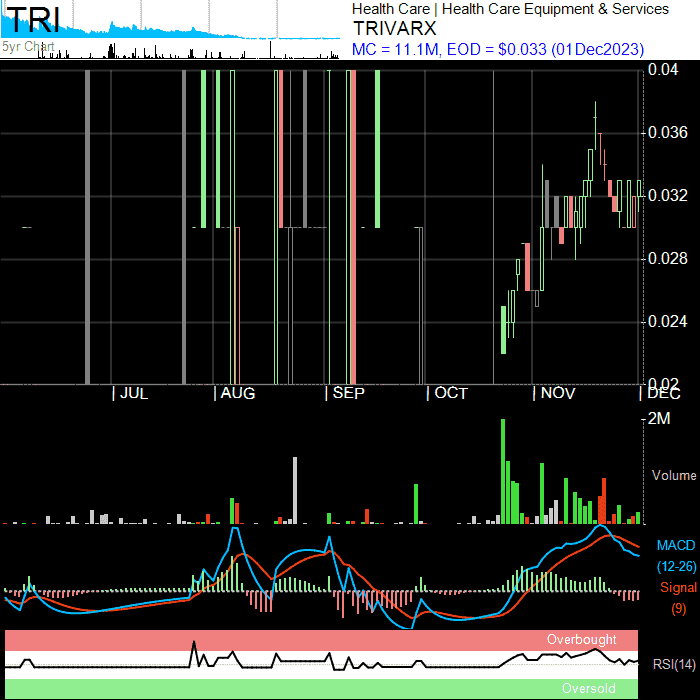 TRI
Health Care | Health Care Equipment & Services
TRIVARX
5yr Chart
MC = 11.1M, EOD = $0.033 (01Dec2023)
0.04
0.036
0.032
0.028
0.024
0.02
JUL AUG SEP OCT NOV DEC
2M
Volume
MACD
(12-26)
Signal
(9)
Overbought
RSI(14)
Oversold